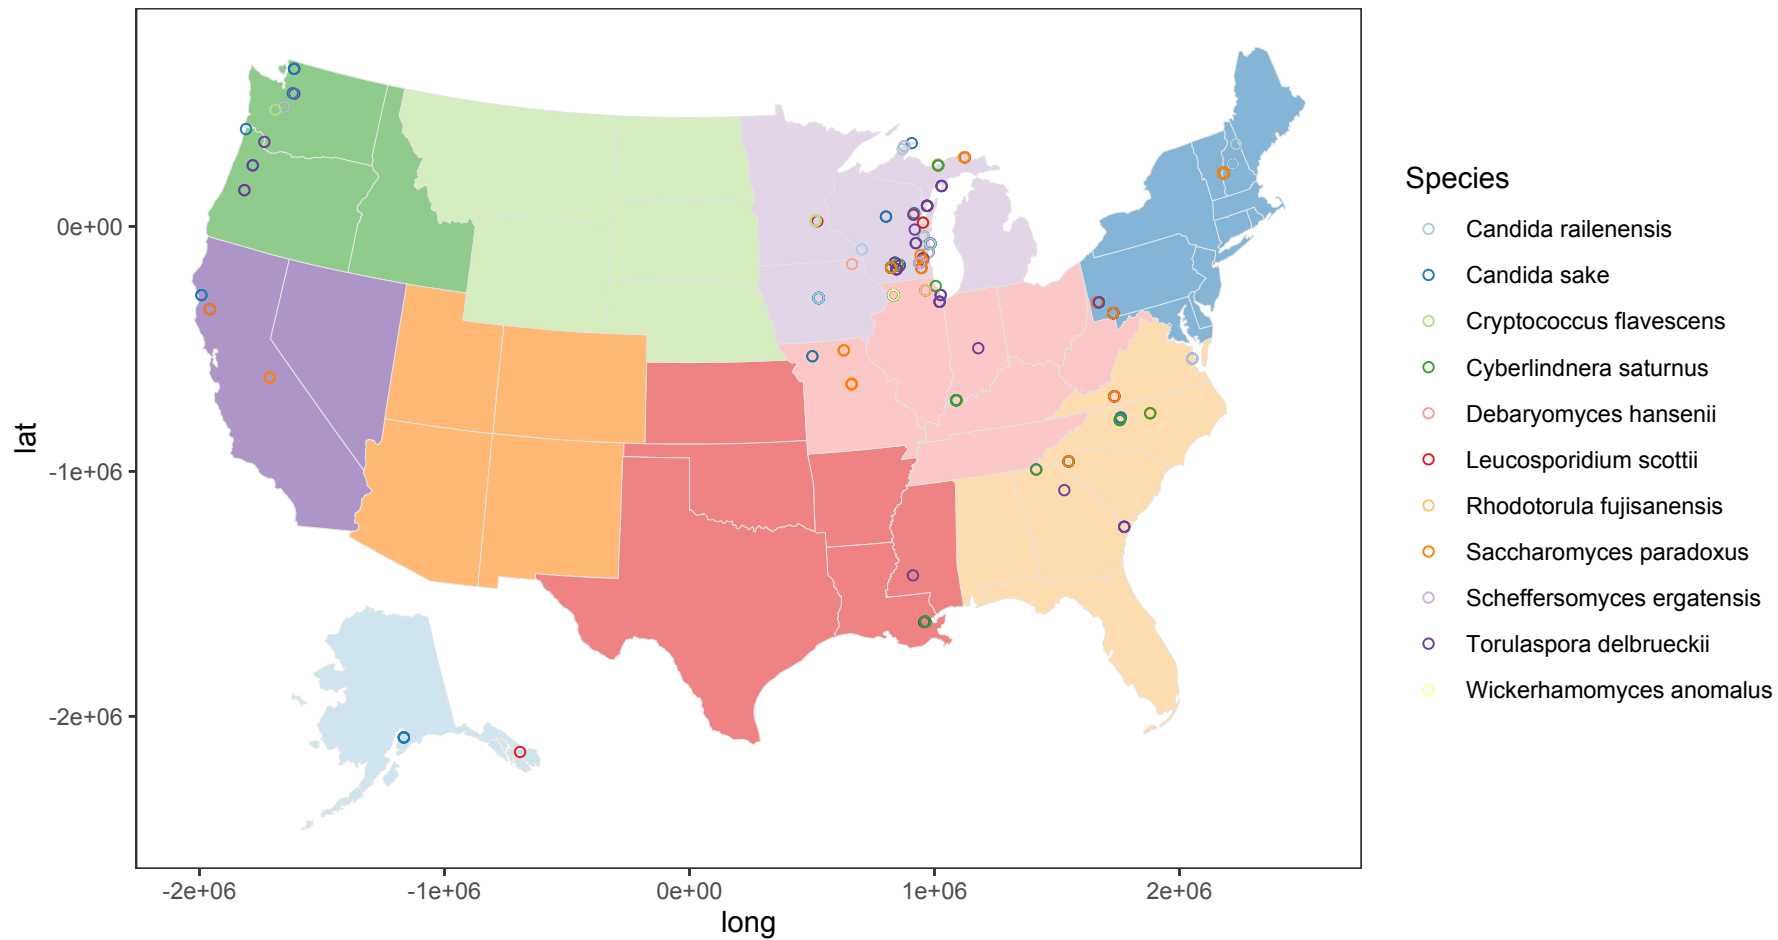 lat
0e+00
-1e+06
-2e+06
-2e+06
-1e+06
0e+00
1e+06
2e+06
long
Species
Candida railenensis
Candida sake
Cryptococcus flavescens
Cyberlindnera saturnus
Debaryomyces hansenii
Leucosporidium scottii
Rhodotorula fujisanensis
Saccharomyces paradoxus
Scheffersomyces ergatensis
Torulaspora delbrueckii
Wickerhamomyces anomalus